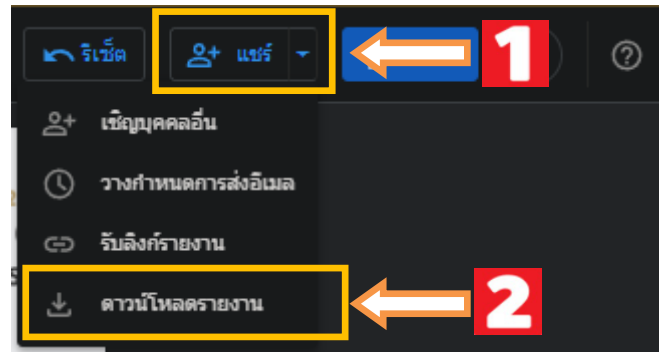 รีเซ็ต
แชร์
1
เชิญบุคคลอื่น
วางกำหนดการส่งอีเมล
รับลิงก์รายงาน
ดาวน์โหลดรายงาน
2